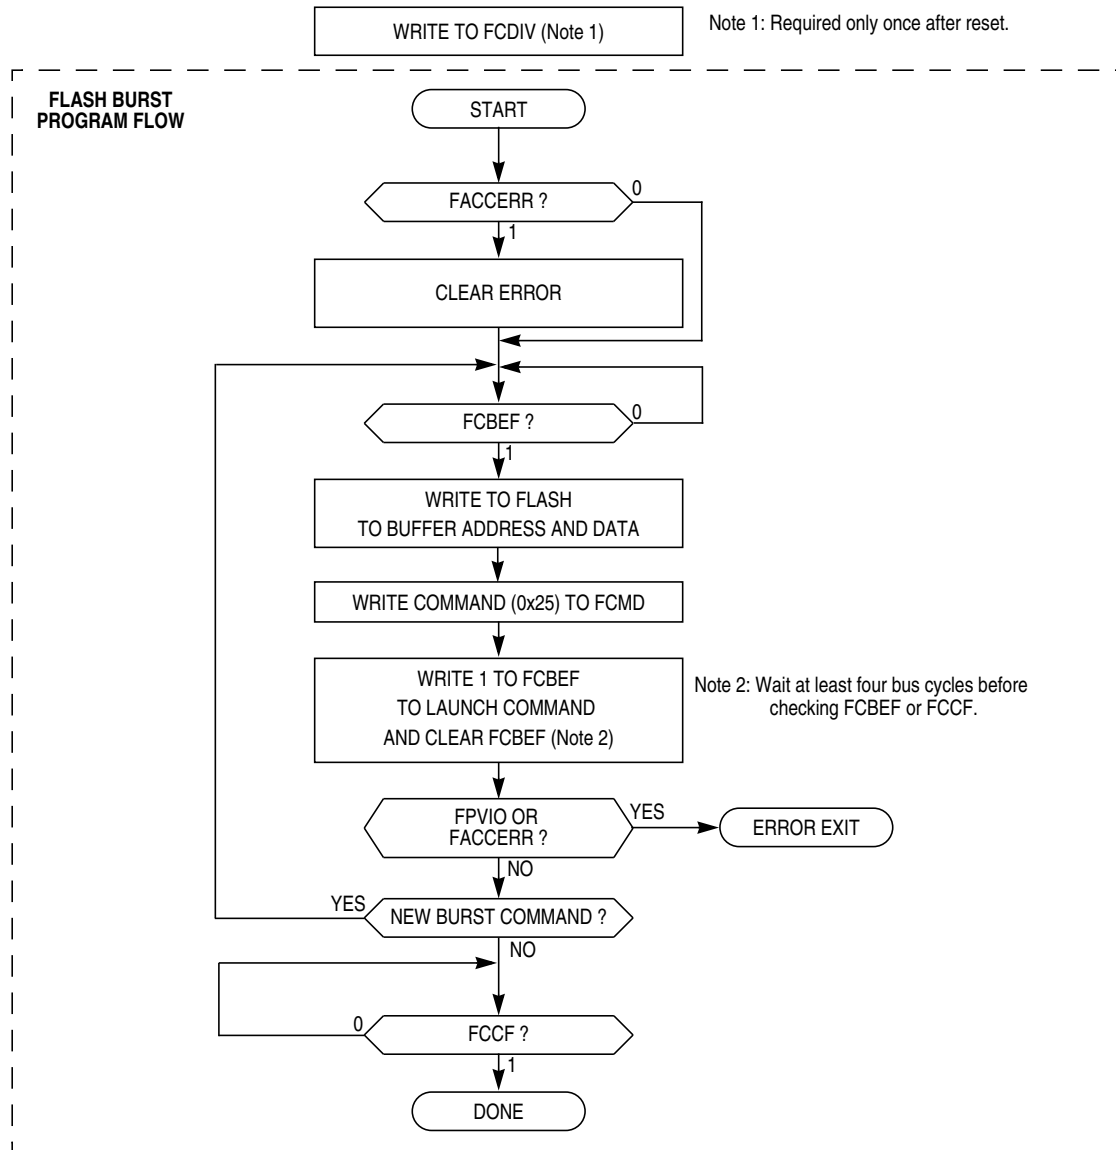 WRITE TO FCDIV (Note 1)
Note 1: Required only once after reset.
FLASH BURST
PROGRAM FLOW
START
FACCERR ?
0
1
CLEAR ERROR
FCBEF ?
0
1
WRITE TO FLASH
TO BUFFER ADDRESS AND DATA
WRITE COMMAND (0x25) TO FCMD
WRITE 1 TO FCBEF
TO LAUNCH COMMAND
AND CLEAR FCBEF (Note 2)
Note 2: Wait at least four bus cycles before
checking FCBEF or FCCF.
FPVIO OR
FACCERR ?
YES
ERROR EXIT
NO
YES
NEW BURST COMMAND ?
NO
0
FCCF ?
1
DONE